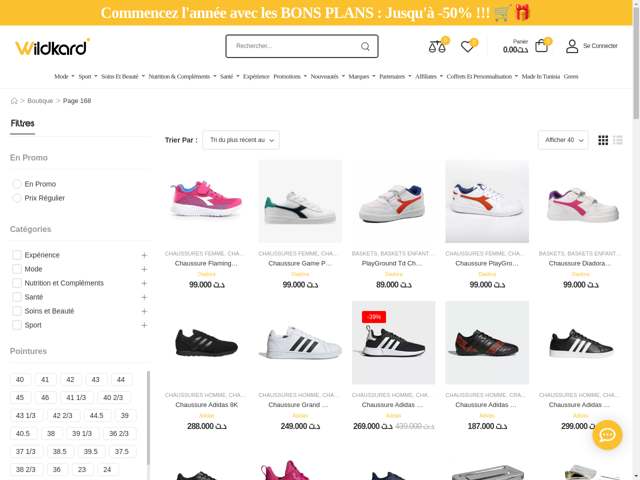 Commencez l'année avec les BONS PLANS : Jusqu'à -50% !!! 🛒🎁
Wildkard
Recherchez...
0
0
Panier
0.00د.ت
0
Se Connecter
Mode Sport Soins Et Beauté Nutrition & Compléments Santé Expérience Promotions Nouveautés Marques Partenaires Affiliates Coffrets Et Personnalisation Made In Tunisia Green
Boutique > Page 168
Filtres
Trier Par : Tri du plus récent au
Afficher 40
En Promo
En Promo
Prix Régulier
Catégories
Expérience
Mode
Nutrition et Compléments
Santé
Soins et Beauté
Sport
Pointures
40 41 42 43 44
45 46 41 1/3 40 2/3
43 1/3 42 2/3 44.5 39
40.5 38 39 1/3 36 2/3
37 1/3 38.5 39.5 37.5
38 2/3 36 23 24
CHAUSSURES FEMME, CHA...
Chaussure Flaming...
Diadora
99.000 د.ت
CHAUSSURES FEMME, CHA...
Chaussure Game P...
Diadora
99.000 د.ت
BASKETS, BASKETS ENFANT...
PlayGround Td Ch...
Diadora
89.000 د.ت
CHAUSSURES FEMME, CHA...
Chaussure PlayGro...
Diadora
99.000 د.ت
BASKETS, BASKETS ENFANT...
Chaussure Diadora...
Diadora
99.000 د.ت
CHAUSSURES HOMME, CHA...
Chaussure Adidas 8K
Adidas
288.000 د.ت
CHAUSSURES HOMME, CHA...
Chaussure Grand ...
Adidas
249.000 د.ت
-39%
CHAUSSURES HOMME, CHA...
Chaussure Adidas ...
Adidas
269.000 د.ت 439.000 د.ت
CHAUSSURES HOMME, CHA...
Chaussure Adidas ...
Adidas
187.000 د.ت
CHAUSSURES HOMME, CHA...
Chaussure Adidas ...
Adidas
299.000